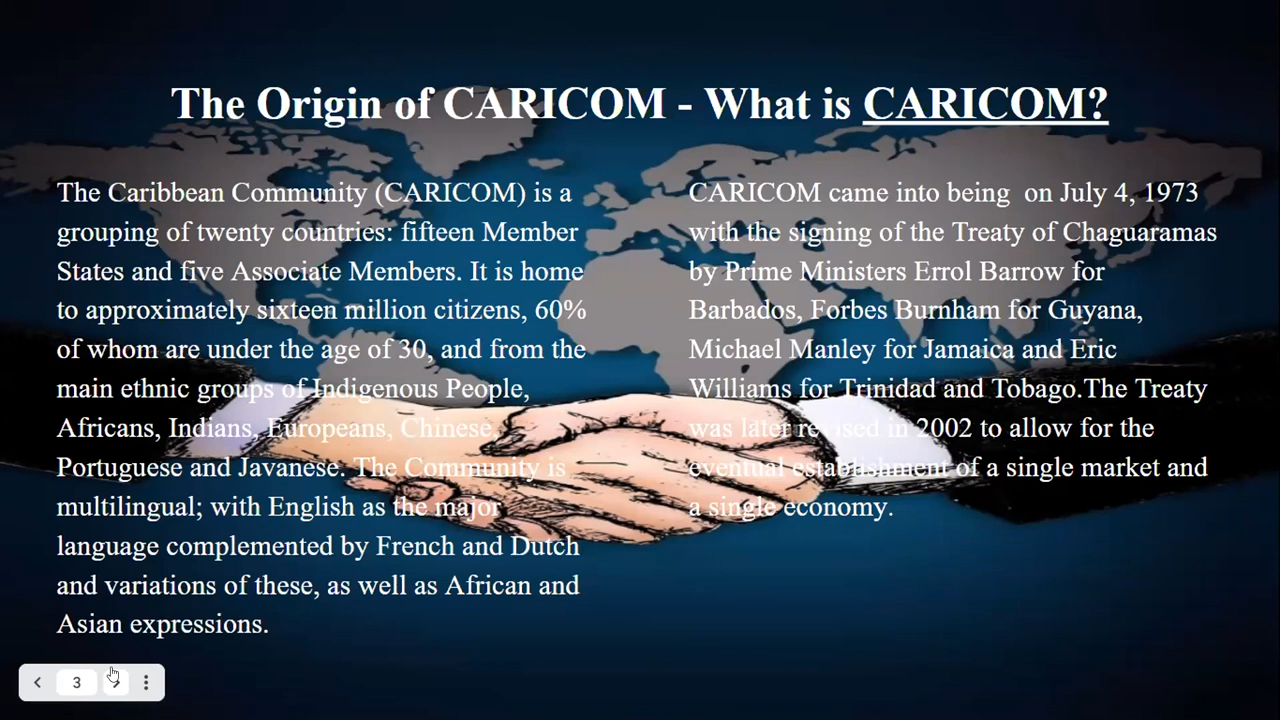 The Origin of CARICOM - What is CARICOM?
The Caribbean Community (CARICOM) is a
grouping of twenty countries: fifteen Member
States and five Associate Members. It is home
to approximately sixteen million citizens, 60%
of whom are under the age of 30, and from the
main ethnic groups of Indigenous People,
Africans, Indians, Europeans, Chinese,
Portuguese and Javanese. The Community is
multilingual; with English as the major
language complemented by French and Dutch
and variations of these, as well as African and
Asian expressions.
CARICOM came into being  on July 4, 1973
with the signing of the Treaty of Chaguaramas
by Prime Ministers Errol Barrow for
Barbados, Forbes Burnham for Guyana,
Michael Manley for Jamaica and Eric
Williams for Trinidad and Tobago.The Treaty
was later revised in 2002 to allow for the
eventual establishment of a single market and
a single economy.
3